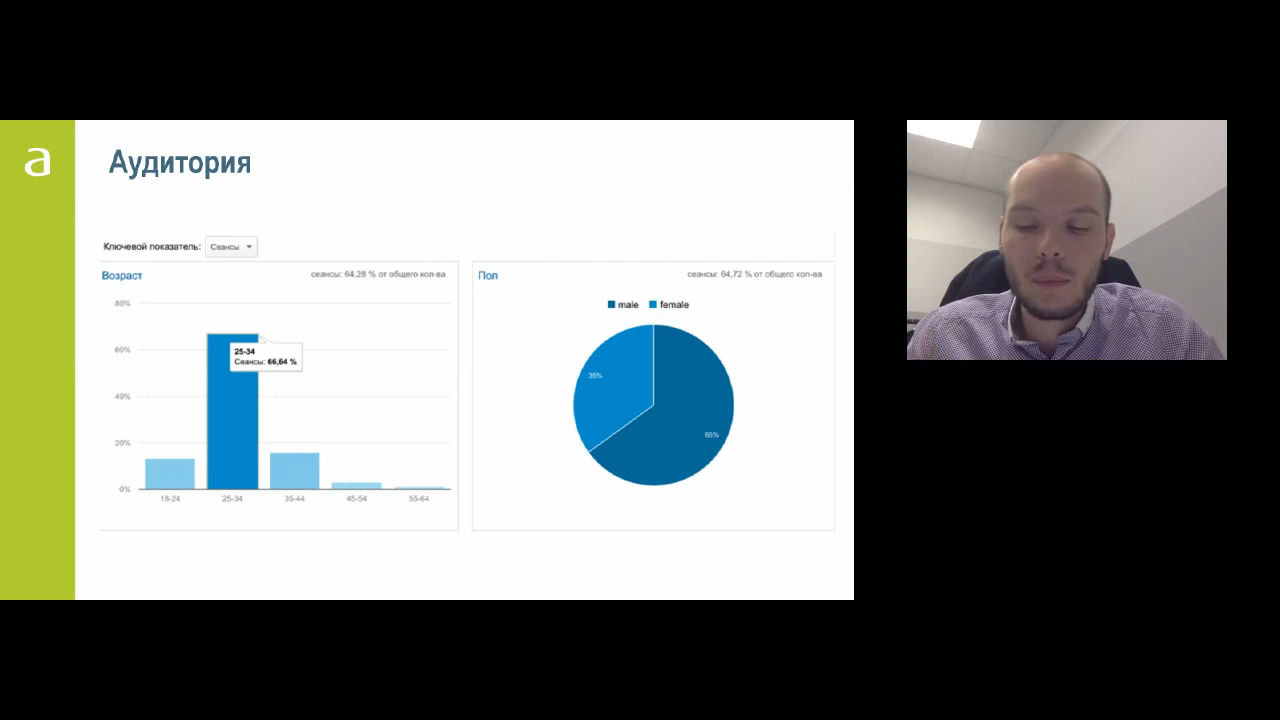 a
Аудитория
Ключевой показатель: Сеансы
Возраст
сеансы: 64,28 % от общего кол-ва
80%
60%
40%
20%
0%
25-34
Сеансы: 66,64 %
18-24
25-34
35-44
45-54
55-64
Пол
сеансы: 64,72 % от общего кол-ва
male
female
35%
65%